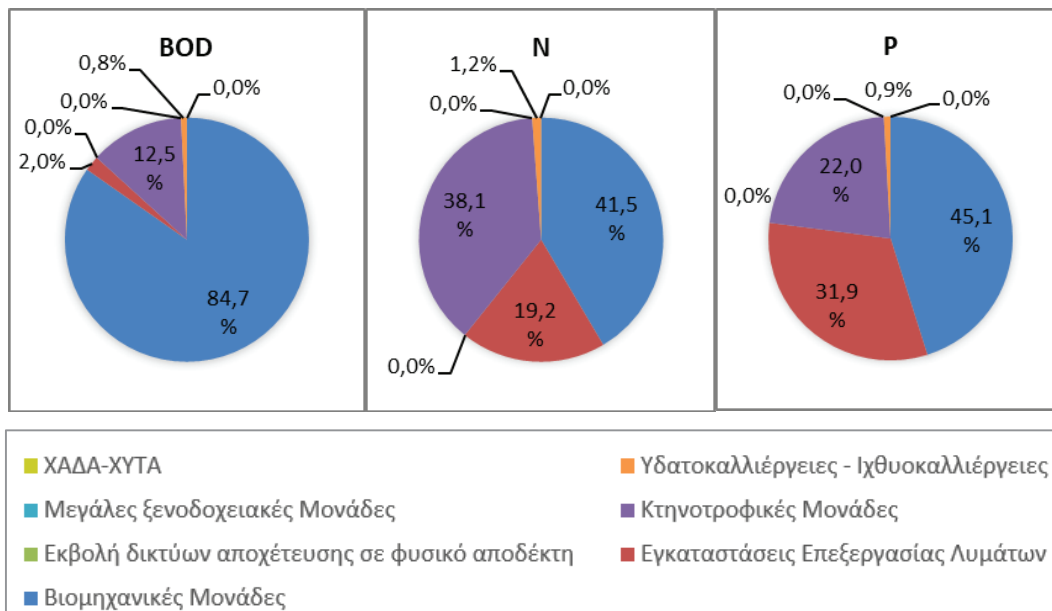 BOD
0,8%
0,0%
0,0%
0,0%
2,0%
12,5
%
84,7
%
N
1,2%
0,0%
0,0%
38,1
%
41,5
%
19,2
%
0,0%
P
0,9%
0,0%
0,0%
22,0
%
0,0%
45,1
%
31,9
%
ΧΑΔΑ-ΧΥΤΑ
Υδατοκαλλιέργειες - Ιχθυοκαλλιέργειες
Μεγάλες ξενοδοχειακές Μονάδες
Κτηνοτροφικές Μονάδες
Εκβολή δικτύων αποχέτευσης σε φυσικό αποδέκτη
Εγκαταστάσεις Επεξεργασίας Λυμάτων
Βιομηχανικές Μονάδες